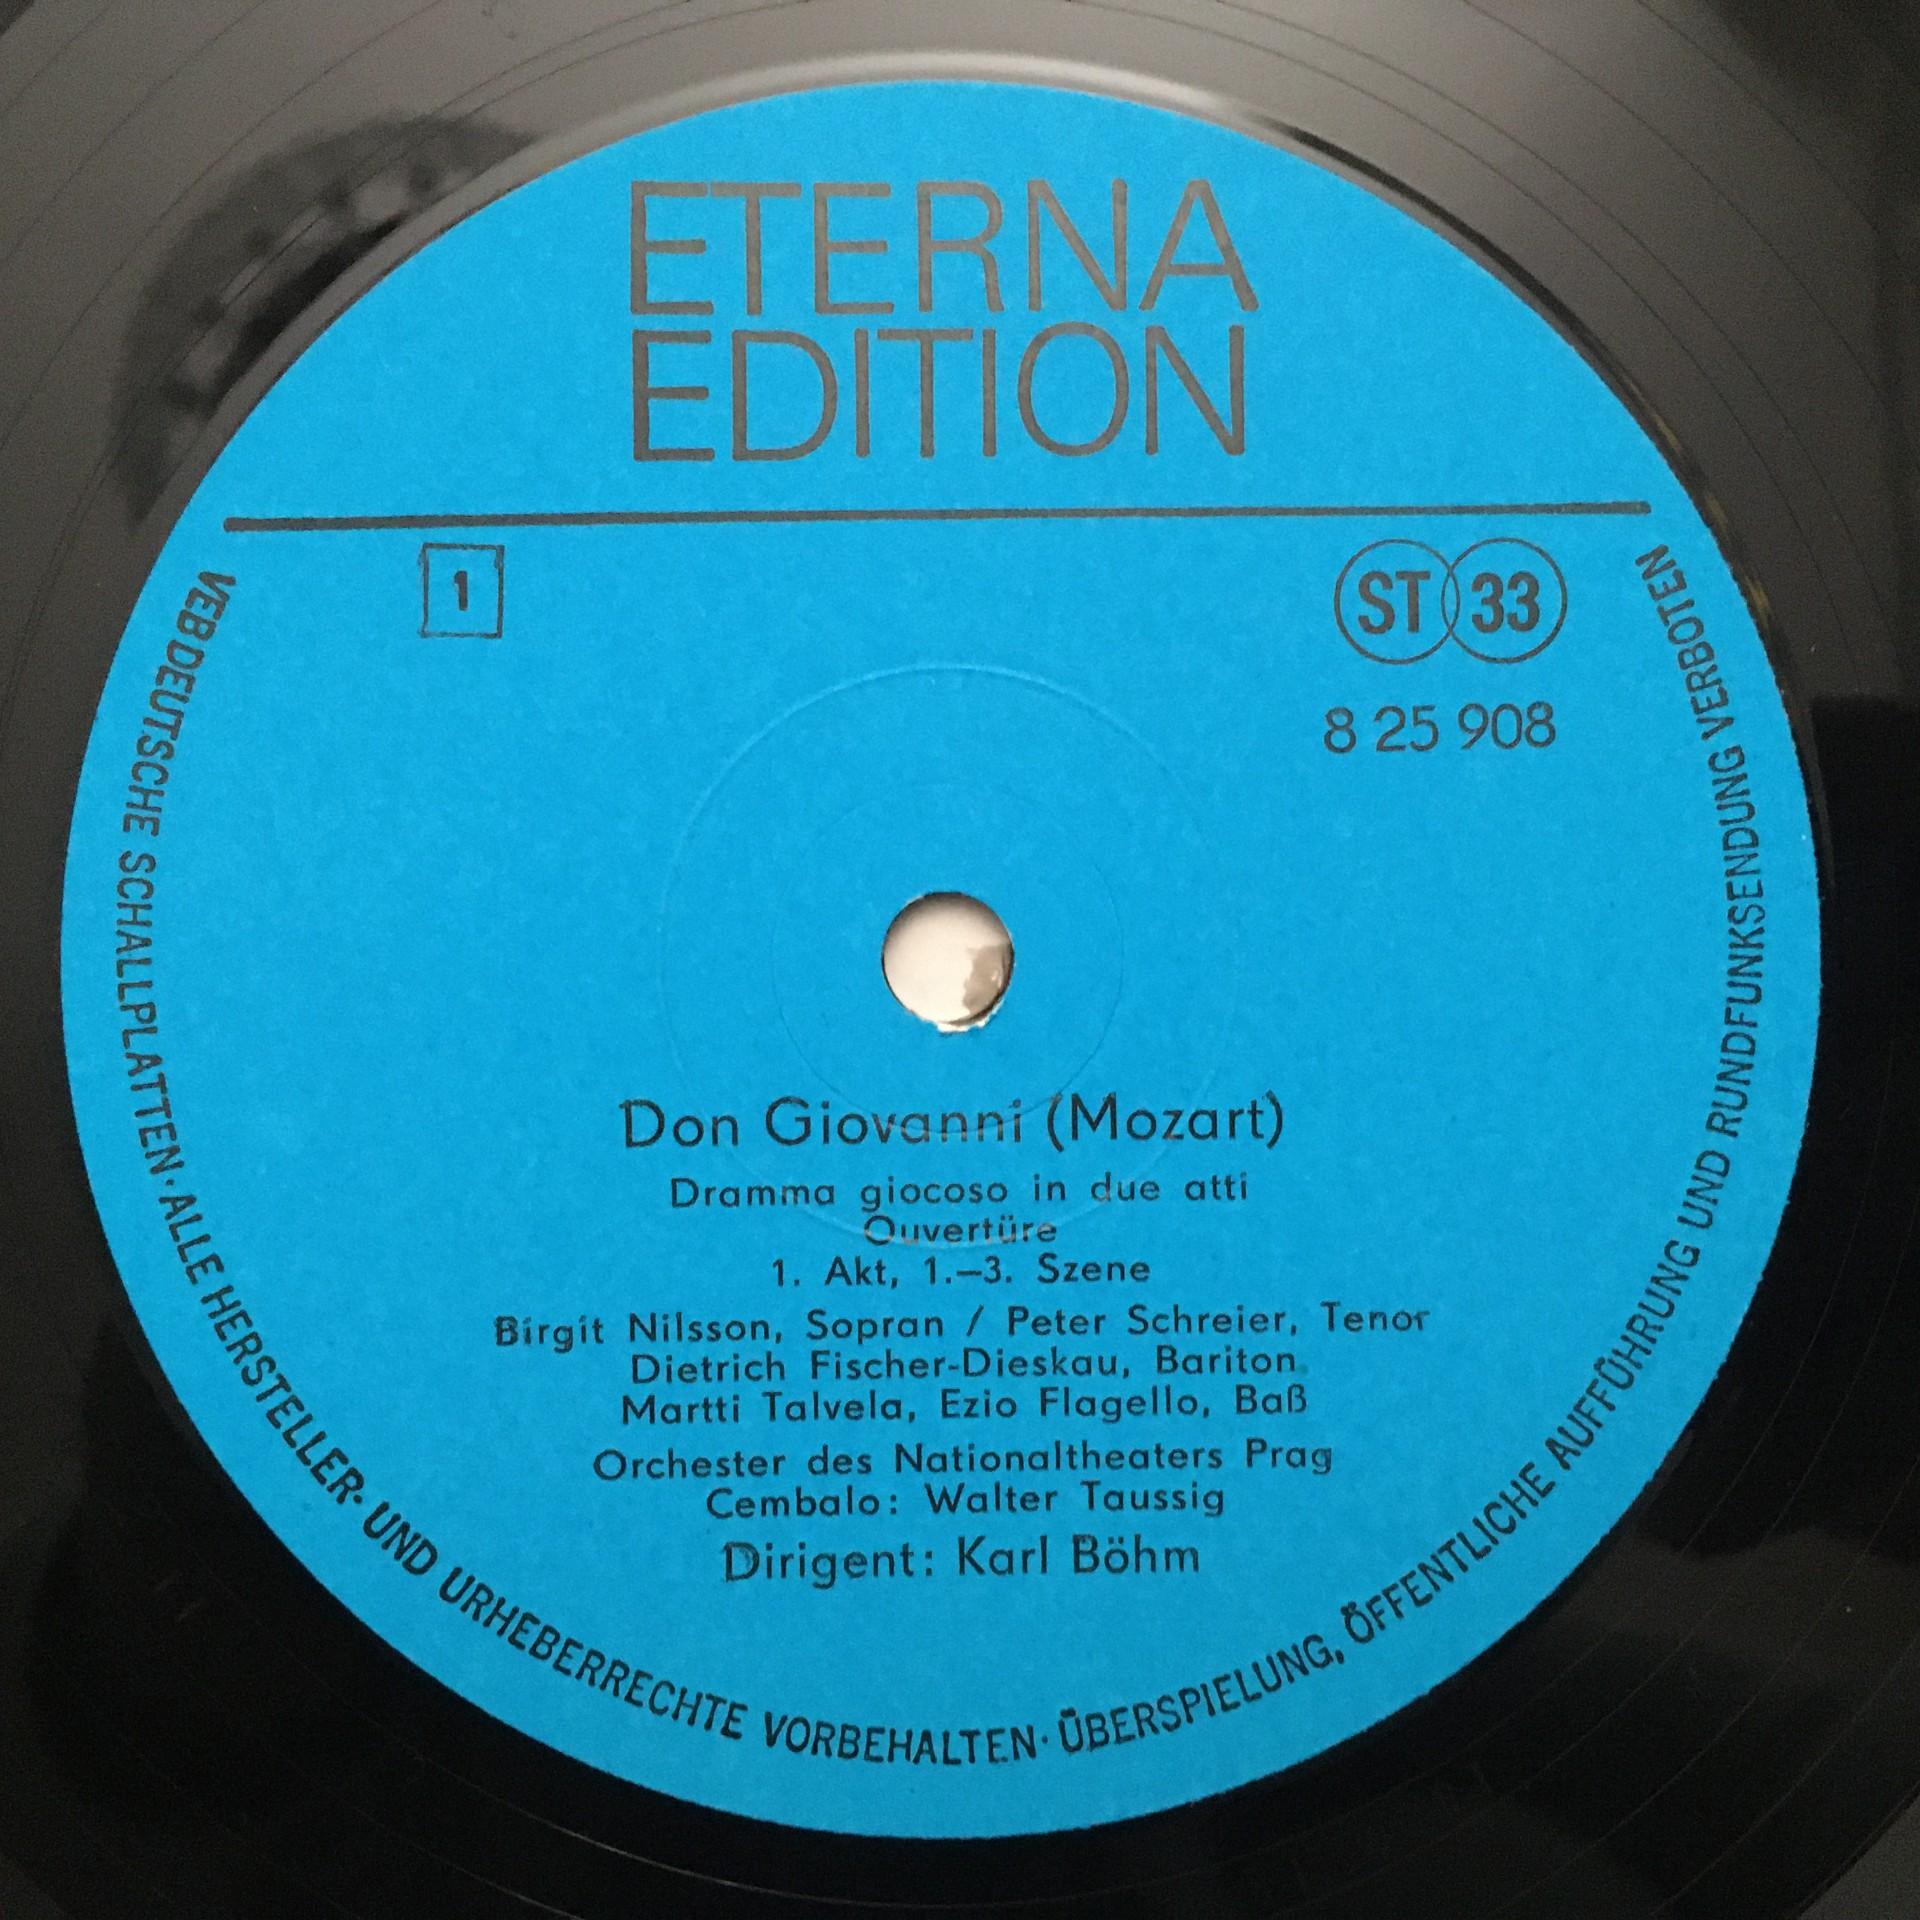 ETERNA
EDITION
1
ST 33
8 25 908
Don Giovanni (Mozart)
Dramma giocoso in due atti
Ouvertüre
1. Akt, 1.–3. Szene
Birgit Nilsson, Sopran / Peter Schreier, Tenor
Dietrich Fischer-Dieskau, Bariton
Martti Talvela, Ezio Flagello, Baß
Orchester des Nationaltheaters Prag
Cembalo: Walter Taussig
Dirigent: Karl Böhm
VEB DEUTSCHE SCHALLPLATTEN · ALLE HERSTELLER- UND URHEBERRECHTE VORBEHALTEN · ÜBERSPIELUNG, ÖFFENTLICHE AUFFÜHRUNG UND RUNDFUNKSENDUNG VERBOTEN